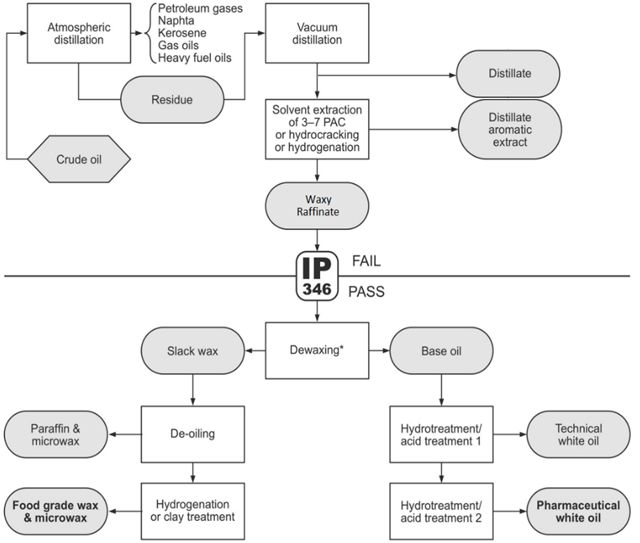 Atmospheric
distillation
Petroleum gases
Naphta
Kerosene
Gas oils
Heavy fuel oils
Vacuum
distillation
Residue
Distillate
Crude oil
Solvent extraction
of 3–7 PAC
or hydrocracking
or hydrogenation
Distillate
aromatic
extract
Waxy
Raffinate
IP
346
FAIL
PASS
Slack wax
Dewaxing*
Base oil
Paraffin &
microwax
De-oiling
Hydrotreatment/
acid treatment 1
Technical
white oil
Food grade wax
& microwax
Hydrogenation
or clay treatment
Hydrotreatment/
acid treatment 2
Pharmaceutical
white oil